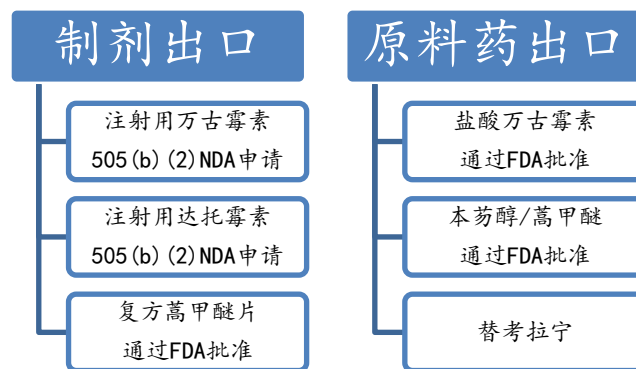 制剂出口
注射用万古霉素
505(b)(2)NDA申请
注射用达托霉素
505(b)(2)NDA申请
复方蒿甲醚片
通过FDA批准
原料药出口
盐酸万古霉素
通过FDA批准
本芴醇/蒿甲醚
通过FDA批准
替考拉宁